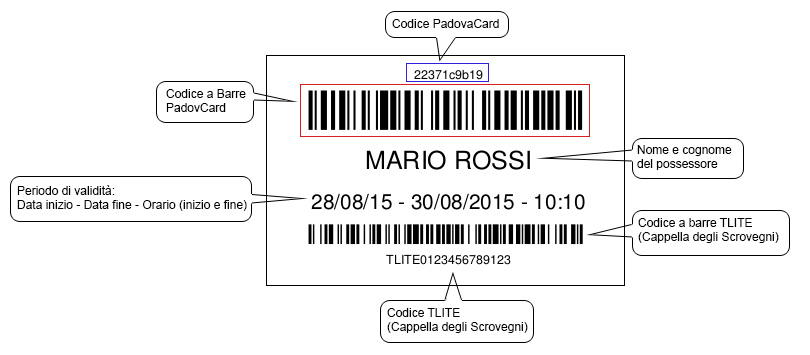 Codice PadovaCard
22371c9b19
Codice a Barre
PadovCard
MARIO ROSSI
Nome e cognome
del possessore
Periodo di validità:
Data inizio - Data fine - Orario (inizio e fine)
28/08/15 - 30/08/2015 - 10:10
Codice a barre TLITE
(Cappella degli Scrovegni)
TLITE0123456789123
Codice TLITE
(Cappella degli Scrovegni)